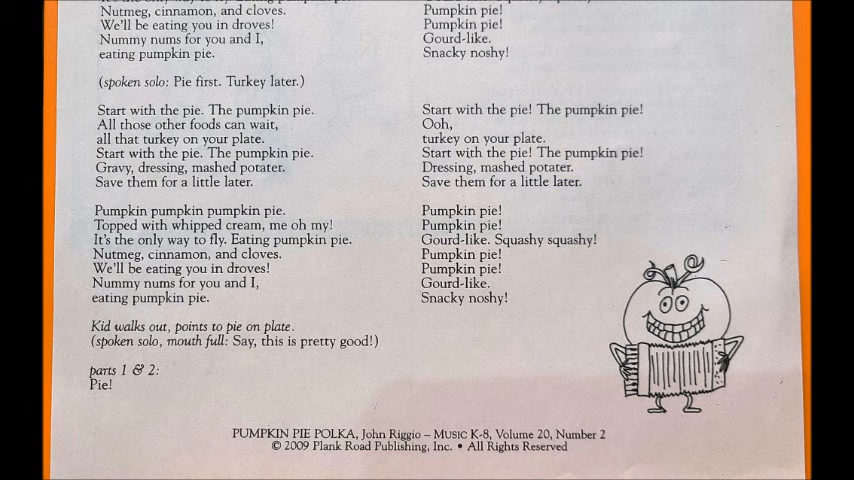 Nutmeg, cinnamon, and cloves.
We'll be eating you in droves!
Nummy nums for you and I,
eating pumpkin pie.
(spoken solo: Pie first. Turkey later.)
Start with the pie. The pumpkin pie.
All those other foods can wait,
all that turkey on your plate.
Start with the pie. The pumpkin pie.
Gravy, dressing, mashed potater.
Save them for a little later.
Pumpkin pumpkin pumpkin pie.
Topped with whipped cream, me oh my!
It's the only way to fly. Eating pumpkin pie.
Nutmeg, cinnamon, and cloves.
We'll be eating you in droves!
Nummy nums for you and I,
eating pumpkin pie.
Kid walks out, points to pie on plate.
(spoken solo, mouth full: Say, this is pretty good!)
parts 1 & 2:
Pie!
Pumpkin pie!
Pumpkin pie!
Gourd-like.
Snacky noshy!
Start with the pie! The pumpkin pie!
Ooh,
turkey on your plate.
Start with the pie! The pumpkin pie!
Dressing, mashed potater.
Save them for a little later.
Pumpkin pie!
Pumpkin pie!
Gourd-like. Squashy squashy!
Pumpkin pie!
Pumpkin pie!
Gourd-like.
Snacky noshy!
PUMPKIN PIE POLKA, John Riggio – MUSIC K-8, Volume 20, Number 2
© 2009 Plank Road Publishing, Inc. • All Rights Reserved